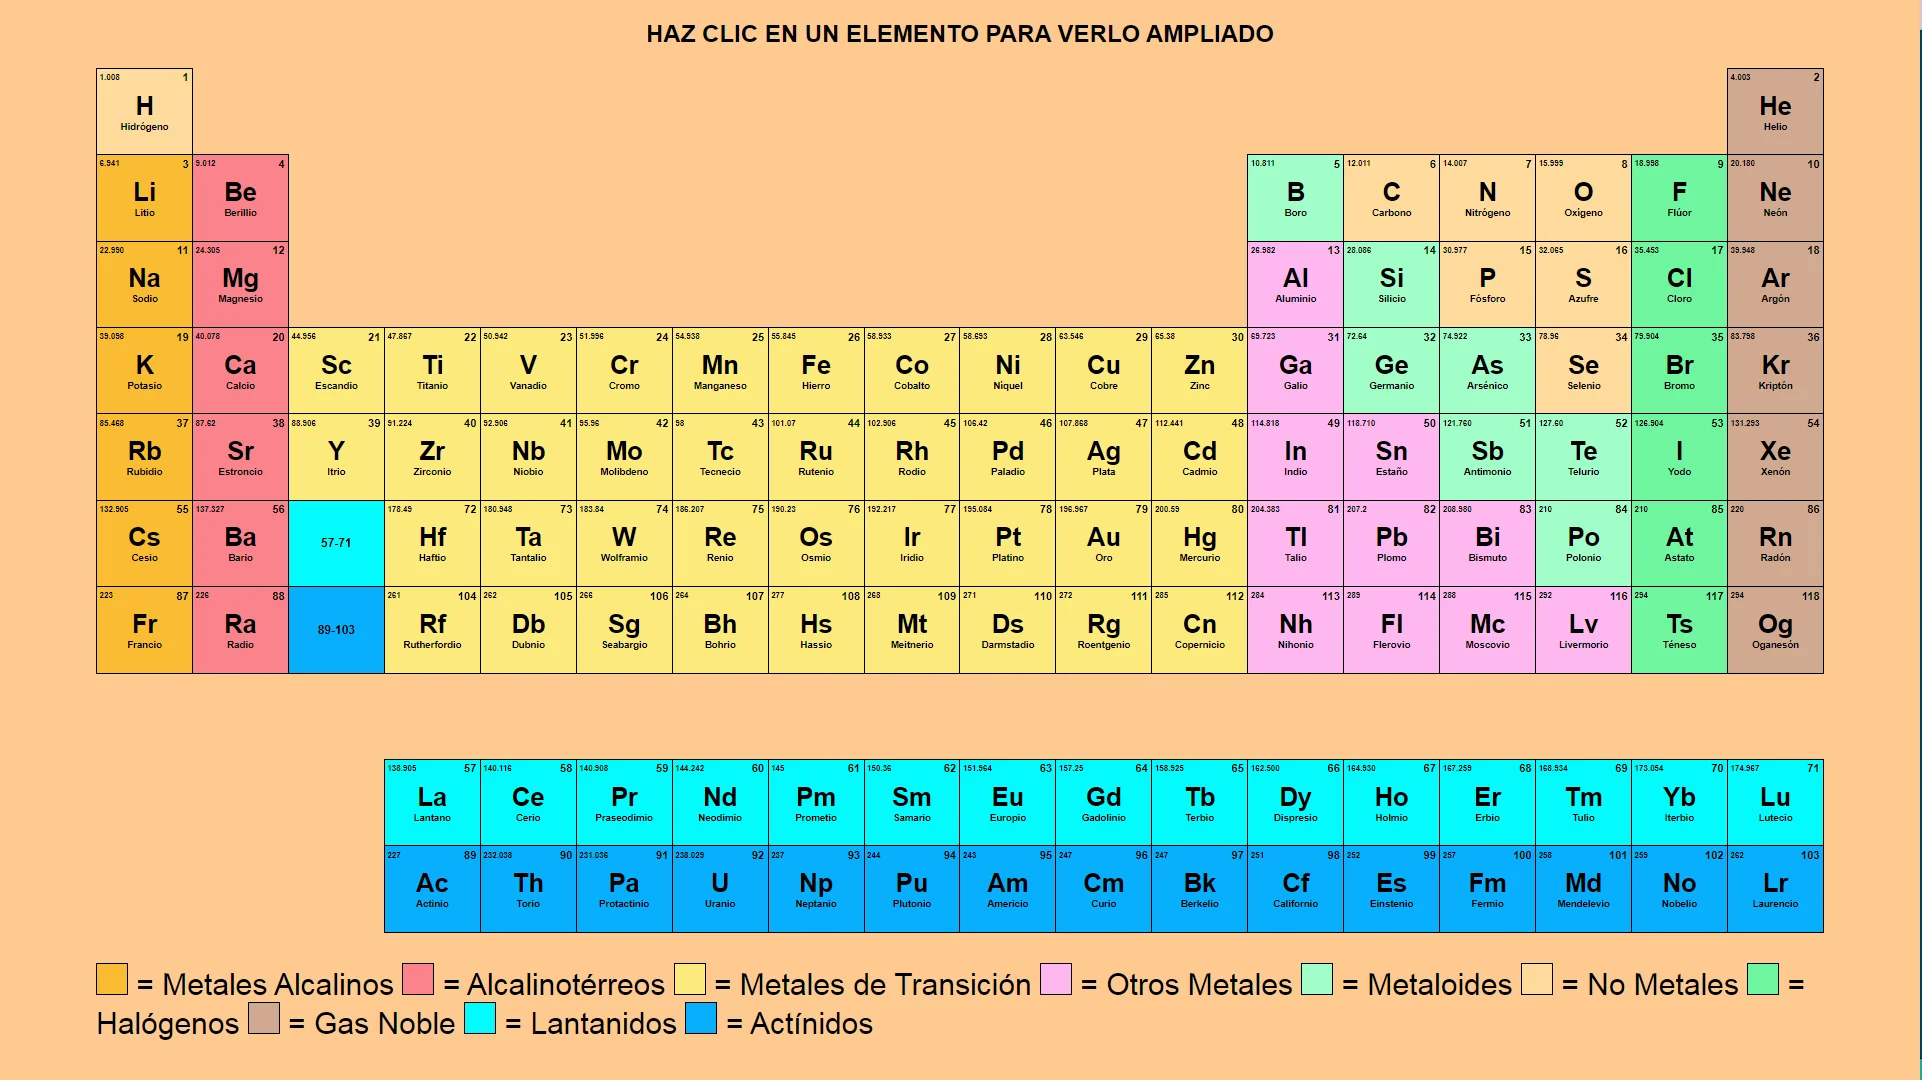 HAZ CLIC EN UN ELEMENTO PARA VERLO AMPLIADO
1.008 1 4.003 2
H He
Hidrógeno Helio
6.941 3 9.012 4 10.811 5 12.011 6 14.007 7 15.999 8 18.998 9 20.180 10
Li Be B C N O F Ne
Litio Berillio Boro Carbono Nitrógeno Oxígeno Flúor Neón
22.990 11 24.305 12 26.982 13 28.086 14 30.977 15 32.065 16 35.453 17 39.948 18
Na Mg Al Si P S Cl Ar
Sodio Magnesio Aluminio Silicio Fósforo Azufre Cloro Argón
39.098 19 40.078 20 44.956 21 47.867 22 50.942 23 51.996 24 54.938 25 55.845 26 58.933 27 58.693 28 63.546 29 65.38 30 69.723 31 72.64 32 74.922 33 78.96 34 79.904 35 83.798 36
K Ca Sc Ti V Cr Mn Fe Co Ni Cu Zn Ga Ge As Se Br Kr
Potasio Calcio Escandio Titanio Vanadio Cromo Manganeso Hierro Cobalto Níquel Cobre Zinc Galio Germanio Arsénico Selenio Bromo Kriptón
85.468 37 87.62 38 88.906 39 91.224 40 92.906 41 95.96 42 98 43 101.07 44 102.906 45 106.42 46 107.868 47 112.441 48 114.818 49 118.710 50 121.760 51 127.60 52 126.904 53 131.293 54
Rb Sr Y Zr Nb Mo Tc Ru Rh Pd Ag Cd In Sn Sb Te I Xe
Rubidio Estroncio Itrio Zirconio Niobio Molibdeno Tecnecio Rutenio Rodio Paladio Plata Cadmio Indio Estaño Antimonio Telurio Yodo Xenón
132.905 55 137.327 56 178.49 72 180.948 73 183.84 74 186.207 75 190.23 76 192.217 77 195.084 78 196.967 79 200.59 80 204.383 81 207.2 82 208.980 83 210 84 210 85 220 86
Cs Ba 57-71 Hf Ta W Re Os Ir Pt Au Hg Tl Pb Bi Po At Rn
Cesio Bario Haftio Tantalio Wolframio Renio Osmio Iridio Platino Oro Mercurio Talio Plomo Bismuto Polonio Astato Radón
223 87 226 88 261 104 262 105 266 106 264 107 277 108 268 109 271 110 272 111 285 112 284 113 289 114 288 115 292 116 294 117 294 118
Fr Ra 89-103 Rf Db Sg Bh Hs Mt Ds Rg Cn Nh Fl Mc Lv Ts Og
Francio Radio Rutherfordio Dubnio Seabargio Bohrio Hassio Meitnerio Darmstadio Roentgenio Copernicio Nihonio Flerovio Moscovio Livermorio Téneso Oganesón
138.905 57 140.116 58 140.908 59 144.242 60 145 61 150.36 62 151.964 63 157.25 64 158.925 65 162.500 66 164.930 67 167.259 68 168.934 69 173.054 70 174.967 71
La Ce Pr Nd Pm Sm Eu Gd Tb Dy Ho Er Tm Yb Lu
Lantano Cerio Praseodimio Neodimio Prometio Samario Europio Gadolinio Terbio Dispresio Holmio Erbio Tulio Iterbio Lutecio
227 89 232.038 90 231.036 91 238.029 92 237 93 244 94 243 95 247 96 247 97 251 98 252 99 257 100 258 101 259 102 262 103
Ac Th Pa U Np Pu Am Cm Bk Cf Es Fm Md No Lr
Actinio Torio Protactinio Uranio Neptanio Plutonio Americio Curio Berkelio Californio Einstenio Fermio Mendelevio Nobelio Laurencio
= Metales Alcalinos = Alcalinotérreos = Metales de Transición = Otros Metales = Metaloides = No Metales =
Halógenos = Gas Noble = Lantanidos = Actínidos